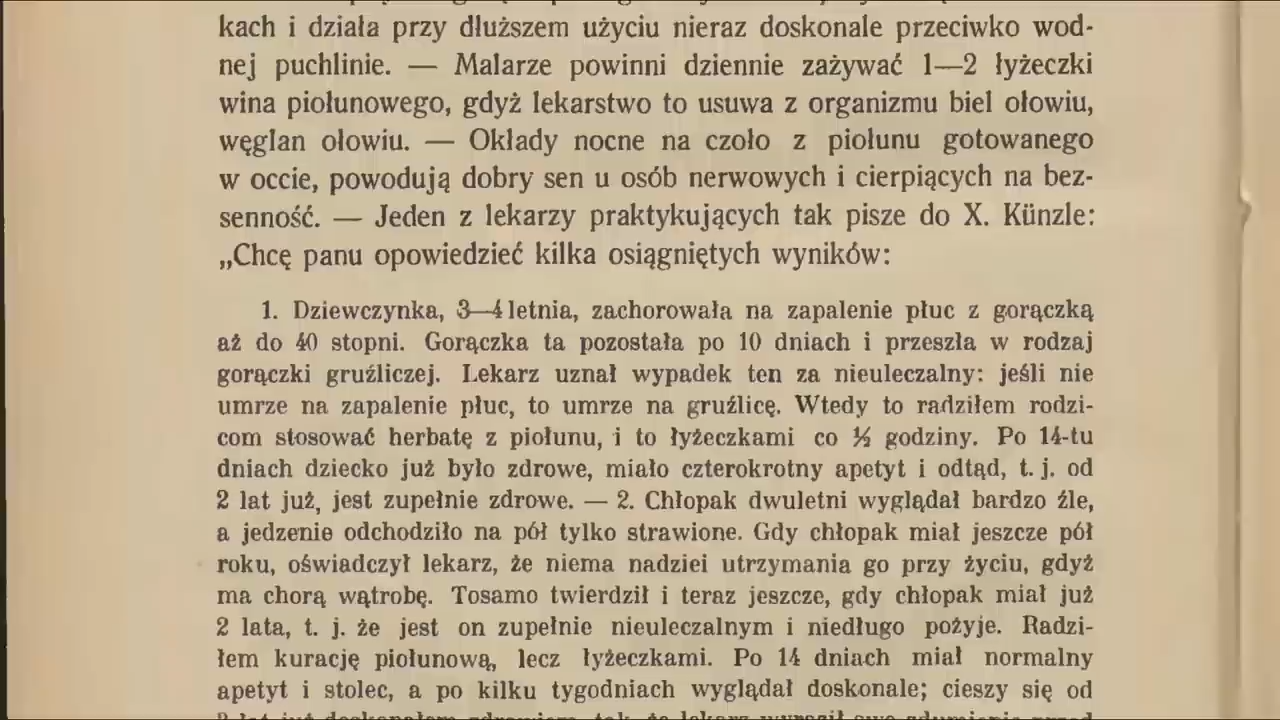 kach i działa przy dłuższem użyciu nieraz doskonale przeciwko wod-
nej puchlinie. — Malarze powinni dziennie zażywać 1—2 łyżeczki
wina piołunowego, gdyż lekarstwo to usuwa z organizmu biel ołowiu,
węglan ołowiu. — Okłady nocne na czoło z piołunu gotowanego
w occie, powodują dobry sen u osób nerwowych i cierpiących na bez-
senność. — Jeden z lekarzy praktykujących tak pisze do X. Künzle:
„Chcę panu opowiedzieć kilka osiągniętych wyników:
1. Dziewczynka, 3—4 letnia, zachorowała na zapalenie płuc z gorączką
aż do 40 stopni. Gorączka ta pozostała po 10 dniach i przeszła w rodzaj
gorączki gruźliczej. Lekarz uznał wypadek ten za nieuleczalny: jeśli nie
umrze na zapalenie płuc, to umrze na gruźlicę. Wtedy to radziłem rodzi-
com stosować herbatę z piołunu, i to łyżeczkami co ½ godziny. Po 14-tu
dniach dziecko już było zdrowe, miało czterokrotny apetyt i odtąd, t. j. od
2 lat już, jest zupełnie zdrowe. — 2. Chłopak dwuletni wyglądał bardzo źle,
a jedzenie odchodziło na pół tylko strawione. Gdy chłopak miał jeszcze pół
roku, oświadczył lekarz, że niema nadziei utrzymania go przy życiu, gdyż
ma chorą wątrobę. Tosamo twierdził i teraz jeszcze, gdy chłopak miał już
2 lata, t. j. że jest on zupełnie nieuleczalnym i niedługo pożyje. Radzi-
łem kurację piołunową, lecz łyżeczkami. Po 14 dniach miał normalny
apetyt i stolec, a po kilku tygodniach wyglądał doskonale; cieszy się od